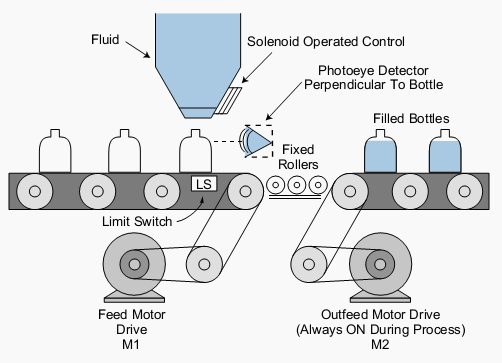 Fluid
Solenoid Operated Control
Photoeye Detector
Perpendicular To Bottle
Filled Bottles
Fixed
Rollers
LS
Limit Switch
Feed Motor
Drive
M1
Outfeed Motor Drive
(Always ON During Process)
M2